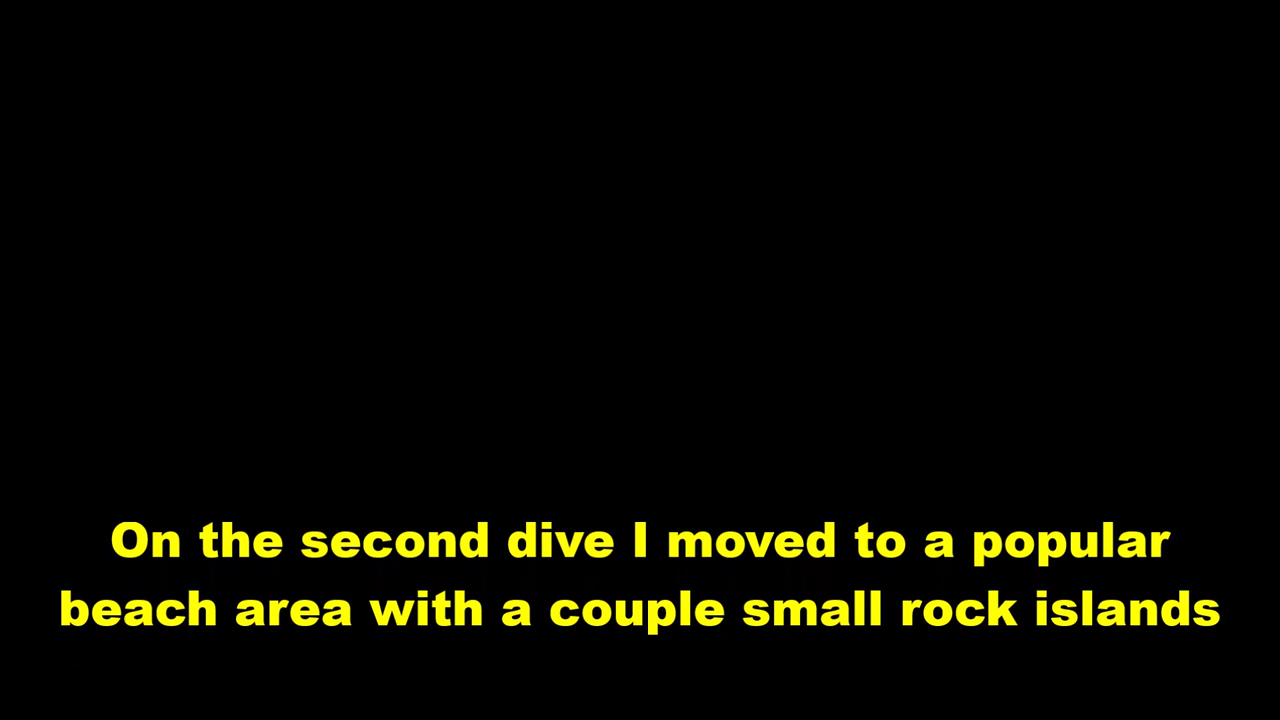 On the second dive I moved to a popular
beach area with a couple small rock islands